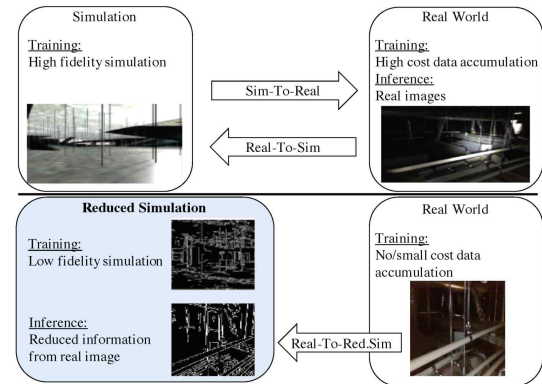 Simulation
Training:
High fidelity simulation
Sim-To-Real
Real-To-Sim
Real World
Training:
High cost data accumulation
Inference:
Real images
Reduced Simulation
Training:
Low fidelity simulation
Inference:
Reduced information
from real image
Real-To-Red.Sim
Real World
Training:
No/small cost data
accumulation